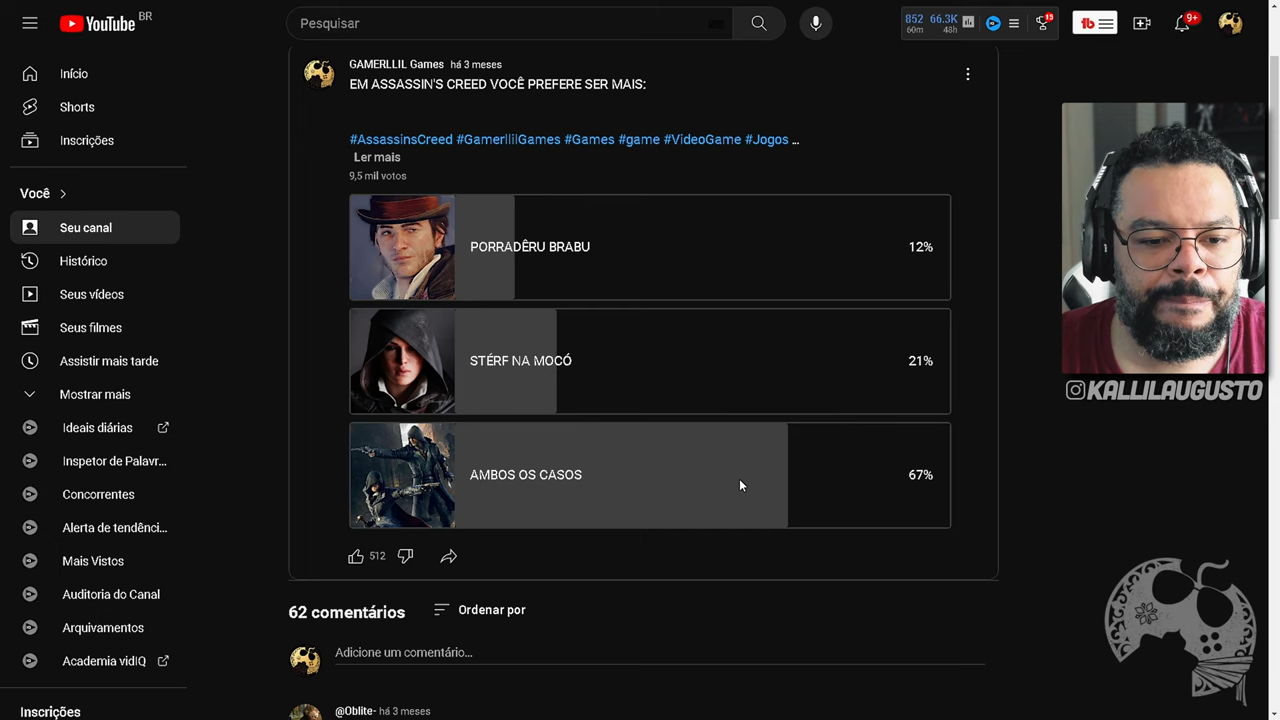 YouTube BR
Pesquisar
852 66.3K
60m 48h
13
tb
9+
Início
Shorts
Inscrições
Você
Seu canal
Histórico
Seus vídeos
Seus filmes
Assistir mais tarde
Mostrar mais
Ideais diárias
Inspetor de Palavr...
Concorrentes
Alerta de tendênci...
Mais Vistos
Auditoria do Canal
Arquivamentos
Academia vidIQ
Inscrições
GAMERLLIL Games há 3 meses
EM ASSASSIN'S CREED VOCÊ PREFERE SER MAIS:
#AssassinsCreed #GamerllilGames #Games #game #VideoGame #Jogos ...
Ler mais
9,5 mil votos
PORRADÊRU BRABU 12%
STÉRF NA MOCÓ 21%
AMBOS OS CASOS 67%
512
62 comentários Ordenar por
Adicione um comentário...
@Oblite- há 3 meses
KALLILAUGUSTO